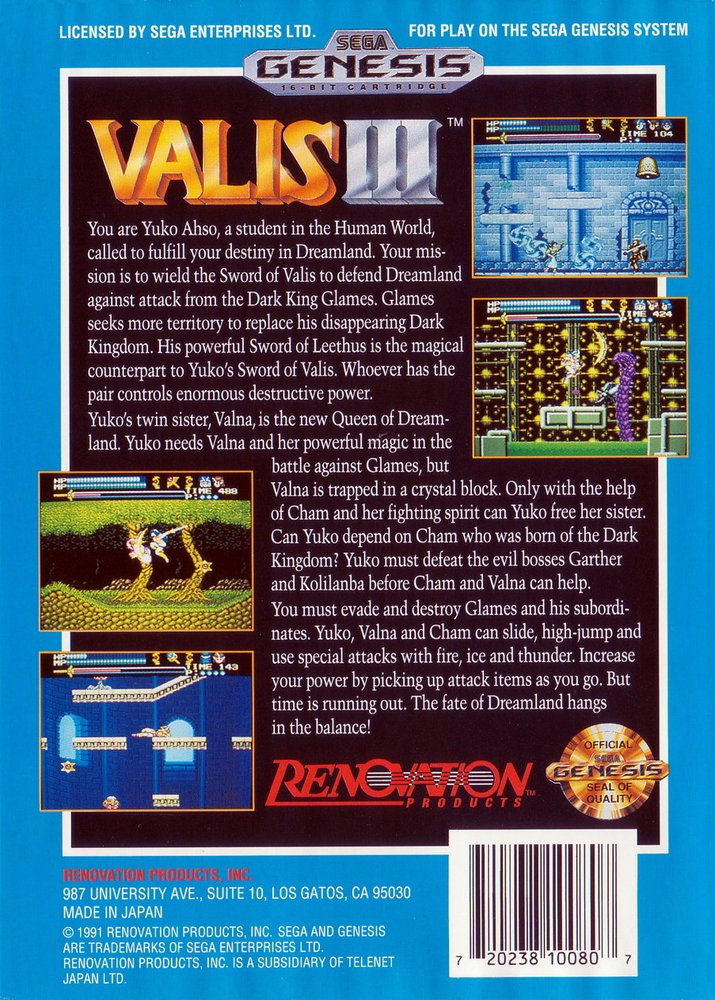 LICENSED BY SEGA ENTERPRISES LTD.
FOR PLAY ON THE SEGA GENESIS SYSTEM
SEGA
GENESIS
16-BIT CARTRIDGE
VALIS III™
You are Yuko Ahso, a student in the Human World,
called to fulfill your destiny in Dreamland. Your mis-
sion is to wield the Sword of Valis to defend Dreamland
against attack from the Dark King Glames. Glames
seeks more territory to replace his disappearing Dark
Kingdom. His powerful Sword of Leethus is the magical
counterpart to Yuko's Sword of Valis. Whoever has the
pair controls enormous destructive power.
Yuko's twin sister, Valna, is the new Queen of Dream-
land. Yuko needs Valna and her powerful magic in the
battle against Glames, but
Valna is trapped in a crystal block. Only with the help
of Cham and her fighting spirit can Yuko free her sister.
Can Yuko depend on Cham who was born of the Dark
Kingdom? Yuko must defeat the evil bosses Garther
and Kolilanba before Cham and Valna can help.
You must evade and destroy Glames and his subordi-
nates. Yuko, Valna and Cham can slide, high-jump and
use special attacks with fire, ice and thunder. Increase
your power by picking up attack items as you go. But
time is running out. The fate of Dreamland hangs
in the balance!
HP
MP
TIME 104
P:
HP
MP
TIME 424
P:
HP
MP
TIME 488
P:
HP
MP
TIME 143
P:
RENOVATION™
PRODUCTS
OFFICIAL
SEGA
GENESIS
SEAL OF
QUALITY
RENOVATION PRODUCTS, INC.
987 UNIVERSITY AVE., SUITE 10, LOS GATOS, CA 95030
MADE IN JAPAN
© 1991 RENOVATION PRODUCTS, INC. SEGA AND GENESIS
ARE TRADEMARKS OF SEGA ENTERPRISES LTD.
RENOVATION PRODUCTS, INC. IS A SUBSIDIARY OF TELENET
JAPAN LTD.
7 20238 10080 7